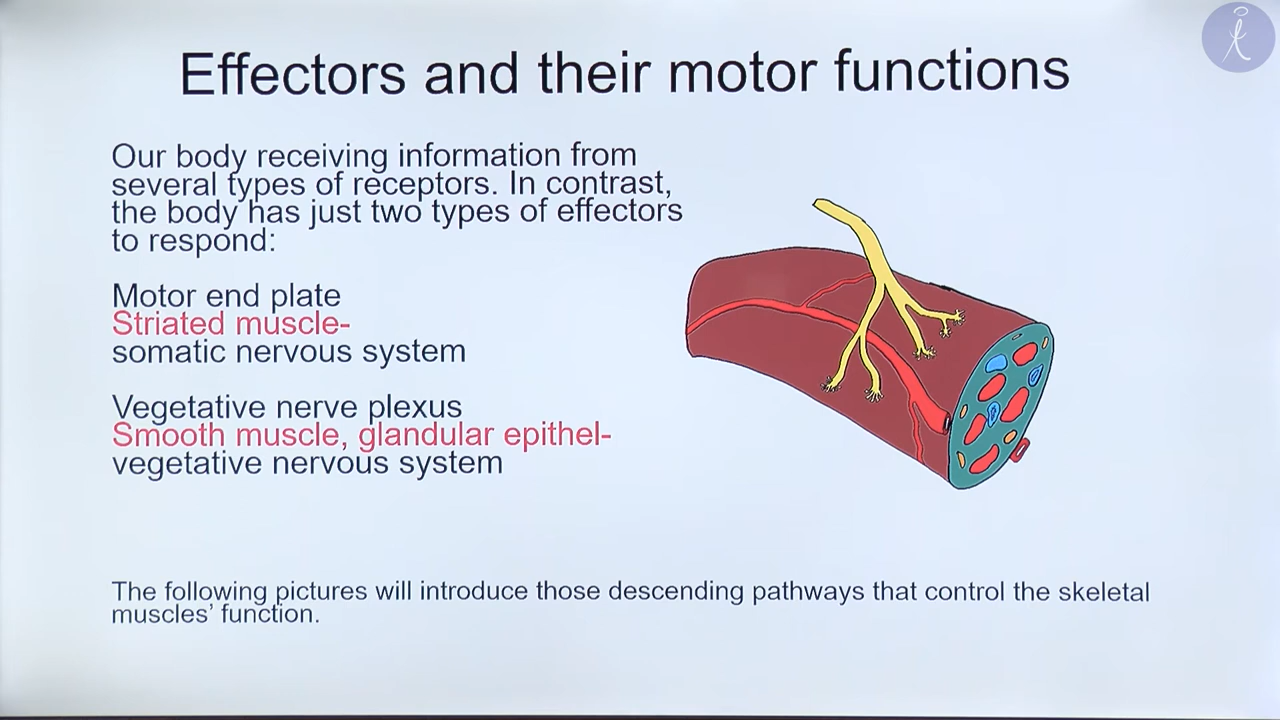 Effectors and their motor functions
Our body receiving information from
several types of receptors. In contrast,
the body has just two types of effectors
to respond:
Motor end plate
Striated muscle-
somatic nervous system
Vegetative nerve plexus
Smooth muscle, glandular epithel-
vegetative nervous system
The following pictures will introduce those descending pathways that control the skeletal
muscles’ function.